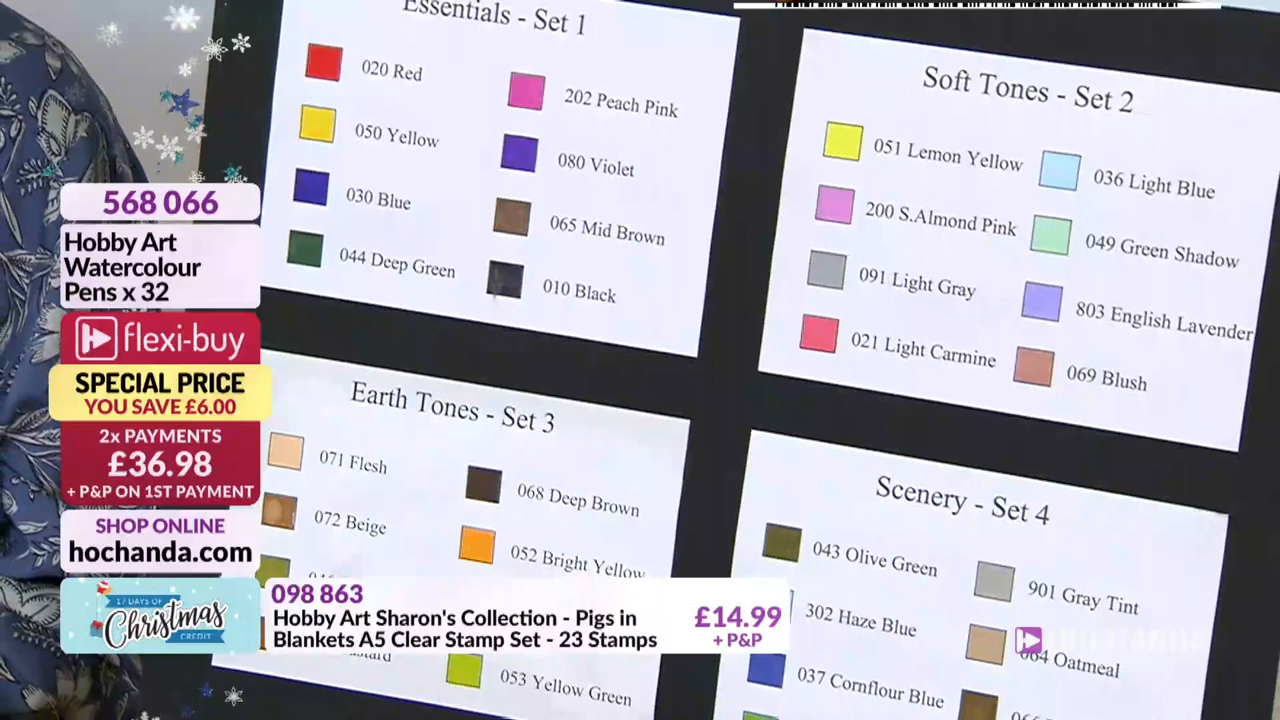 Essentials - Set 1
020 Red
202 Peach Pink
050 Yellow
080 Violet
030 Blue
065 Mid Brown
044 Deep Green
010 Black
Soft Tones - Set 2
051 Lemon Yellow
036 Light Blue
200 S.Almond Pink
049 Green Shadow
091 Light Gray
803 English Lavender
021 Light Carmine
069 Blush
Earth Tones - Set 3
071 Flesh
068 Deep Brown
072 Beige
052 Bright Yellow
053 Yellow Green
Scenery - Set 4
043 Olive Green
901 Gray Tint
302 Haze Blue
064 Oatmeal
037 Cornflour Blue
568 066
Hobby Art
Watercolour
Pens x 32
flexi-buy
SPECIAL PRICE
YOU SAVE £6.00
2x PAYMENTS
£36.98
+ P&P ON 1ST PAYMENT
SHOP ONLINE
hochanda.com
17 DAYS OF
Christmas
CREDIT
098 863
Hobby Art Sharon's Collection - Pigs in
Blankets A5 Clear Stamp Set - 23 Stamps
£14.99
+ P&P